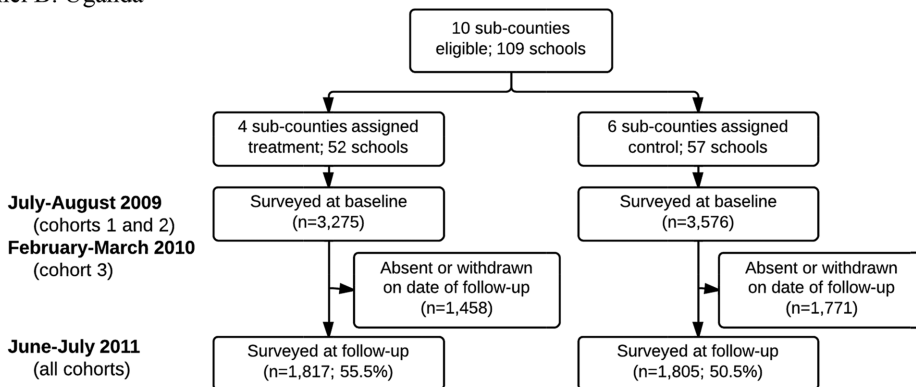 B. Uganda
10 sub-counties
eligible; 109 schools
4 sub-counties assigned
treatment; 52 schools
6 sub-counties assigned
control; 57 schools
July-August 2009
(cohorts 1 and 2)
February-March 2010
(cohort 3)
Surveyed at baseline
(n=3,275)
Surveyed at baseline
(n=3,576)
Absent or withdrawn
on date of follow-up
(n=1,458)
Absent or withdrawn
on date of follow-up
(n=1,771)
June-July 2011
(all cohorts)
Surveyed at follow-up
(n=1,817; 55.5%)
Surveyed at follow-up
(n=1,805; 50.5%)